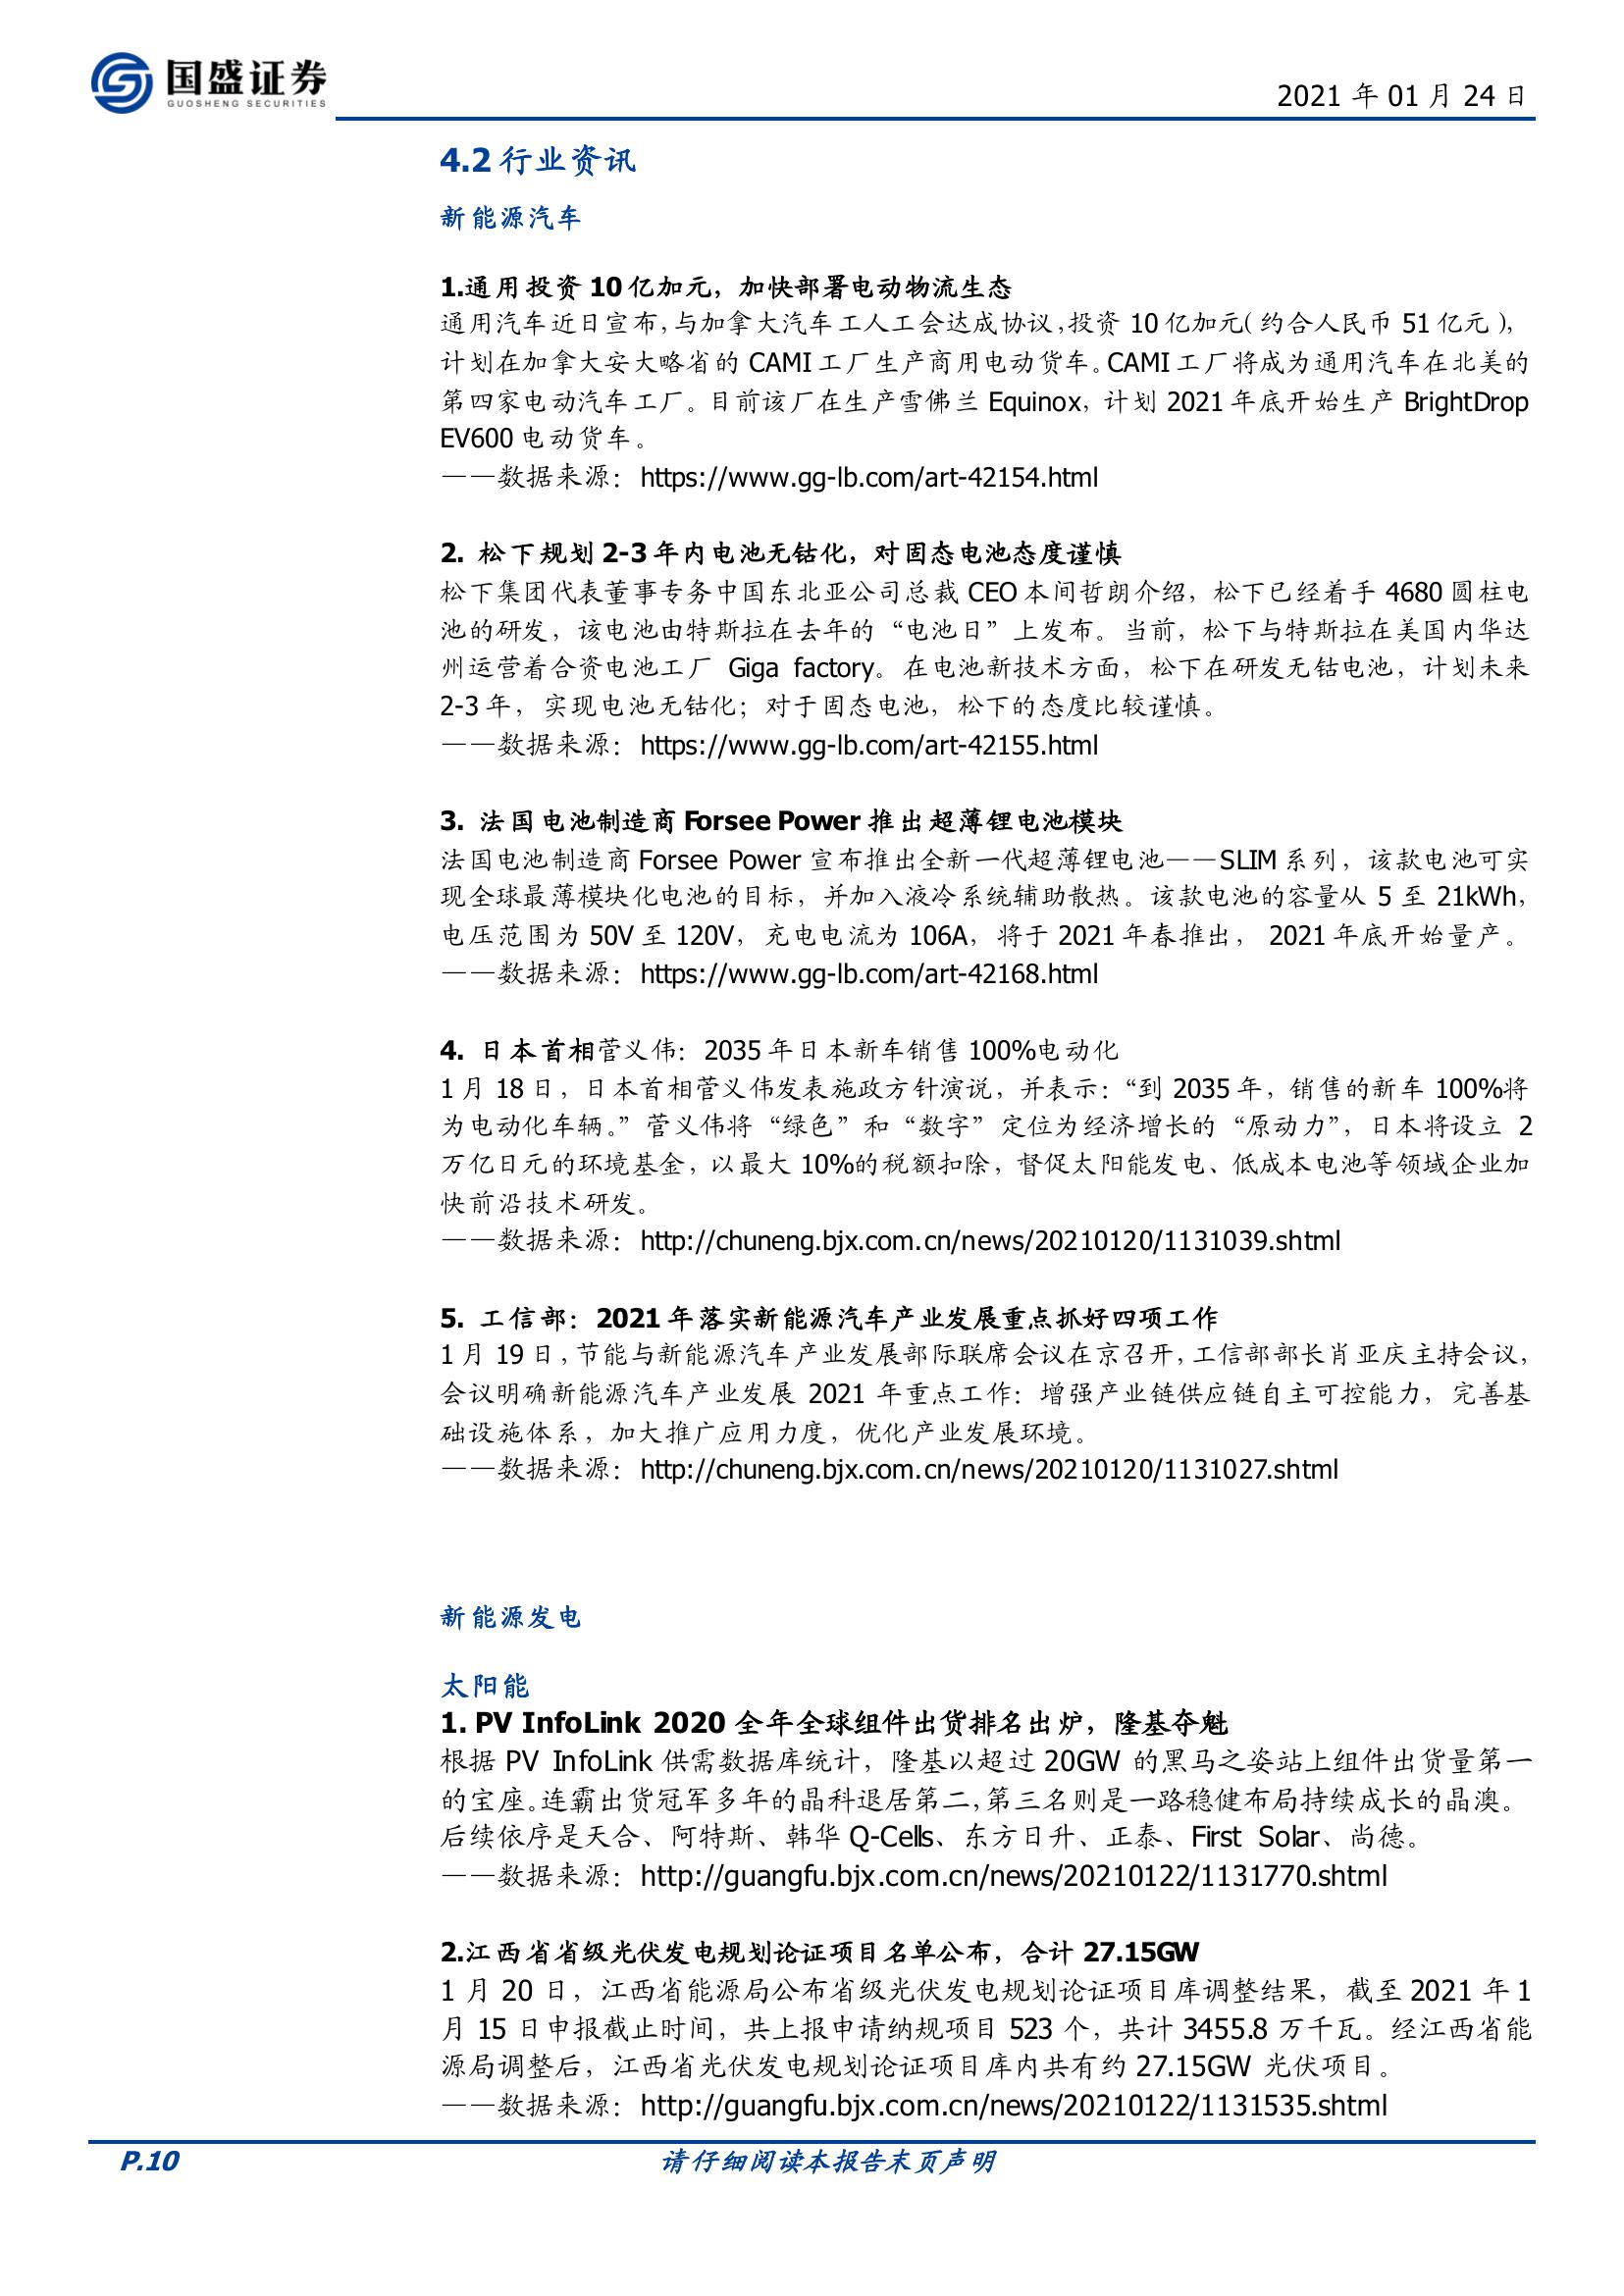 国盛证券
GUOSHENG SECURITIES
2021 年 01 月 24 日
4.2 行业资讯
新能源汽车
1.通用投资 10 亿加元，加快部署电动物流生态
通用汽车近日宣布，与加拿大汽车工人工会达成协议，投资 10 亿加元（约合人民币 51 亿元），
计划在加拿大安大略省的 CAMI 工厂生产商用电动货车。CAMI 工厂将成为通用汽车在北美的
第四家电动汽车工厂。目前该厂在生产雪佛兰 Equinox，计划 2021 年底开始生产 BrightDrop
EV600 电动货车。
——数据来源：https://www.gg-lb.com/art-42154.html
2. 松下规划 2-3 年内电池无钴化，对固态电池态度谨慎
松下集团代表董事专务中国东北亚公司总裁 CEO 本间哲朗介绍，松下已经着手 4680 圆柱电
池的研发，该电池由特斯拉在去年的“电池日”上发布。当前，松下与特斯拉在美国内华达
州运营着合资电池工厂 Giga factory。在电池新技术方面，松下在研发无钴电池，计划未来
2-3 年，实现电池无钴化；对于固态电池，松下的态度比较谨慎。
——数据来源：https://www.gg-lb.com/art-42155.html
3. 法国电池制造商 Forsee Power 推出超薄锂电池模块
法国电池制造商 Forsee Power 宣布推出全新一代超薄锂电池——SLIM 系列，该款电池可实
现全球最薄模块化电池的目标，并加入液冷系统辅助散热。该款电池的容量从 5 至 21kWh，
电压范围为 50V 至 120V，充电电流为 106A，将于 2021 年春推出， 2021 年底开始量产。
——数据来源：https://www.gg-lb.com/art-42168.html
4. 日本首相菅义伟：2035 年日本新车销售 100%电动化
1 月 18 日，日本首相菅义伟发表施政方针演说，并表示：“到 2035 年，销售的新车 100%将
为电动化车辆。”菅义伟将“绿色”和“数字”定位为经济增长的“原动力”，日本将设立 2
万亿日元的环境基金，以最大 10%的税额扣除，督促太阳能发电、低成本电池等领域企业加
快前沿技术研发。
——数据来源：http://chuneng.bjx.com.cn/news/20210120/1131039.shtml
5. 工信部：2021 年落实新能源汽车产业发展重点抓好四项工作
1 月 19 日，节能与新能源汽车产业发展部际联席会议在京召开，工信部部长肖亚庆主持会议，
会议明确新能源汽车产业发展 2021 年重点工作：增强产业链供应链自主可控能力，完善基
础设施体系，加大推广应用力度，优化产业发展环境。
——数据来源：http://chuneng.bjx.com.cn/news/20210120/1131027.shtml
新能源发电
太阳能
1. PV InfoLink 2020 全年全球组件出货排名出炉，隆基夺魁
根据 PV InfoLink 供需数据库统计，隆基以超过 20GW 的黑马之姿站上组件出货量第一
的宝座。连霸出货冠军多年的晶科退居第二，第三名则是一路稳健布局持续成长的晶澳。
后续依序是天合、阿特斯、韩华 Q-Cells、东方日升、正泰、First Solar、尚德。
——数据来源：http://guangfu.bjx.com.cn/news/20210122/1131770.shtml
2.江西省省级光伏发电规划论证项目名单公布，合计 27.15GW
1 月 20 日，江西省能源局公布省级光伏发电规划论证项目库调整结果，截至 2021 年 1
月 15 日申报截止时间，共上报申请纳规项目 523 个，共计 3455.8 万千瓦。经江西省能
源局调整后，江西省光伏发电规划论证项目库内共有约 27.15GW 光伏项目。
——数据来源：http://guangfu.bjx.com.cn/news/20210122/1131535.shtml
P.10
请仔细阅读本报告末页声明